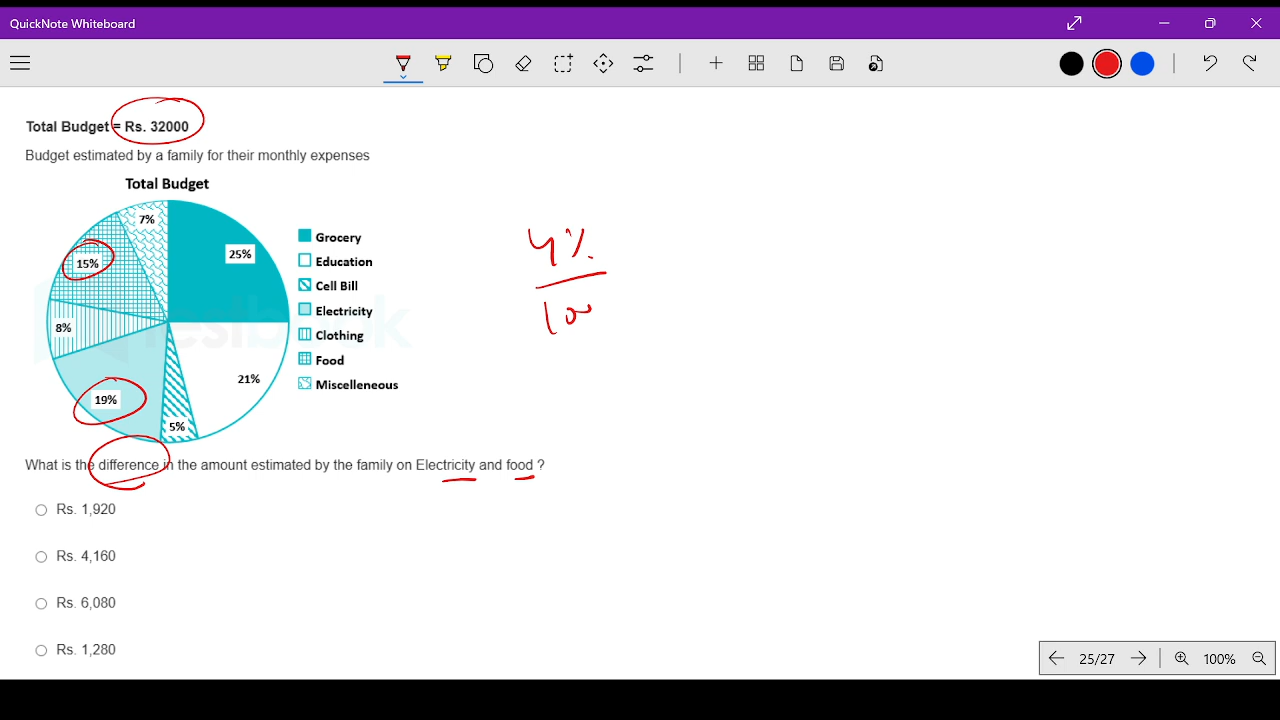 QuickNote Whiteboard
Total Budget = Rs. 32000
Budget estimated by a family for their monthly expenses
Total Budget
7%
25%
15%
8%
21%
19%
5%
Grocery
Education
Cell Bill
Electricity
Clothing
Food
Miscelleneous
4%
100
testbook
What is the difference in the amount estimated by the family on Electricity and food ?
Rs. 1,920
Rs. 4,160
Rs. 6,080
Rs. 1,280
25/27
100%